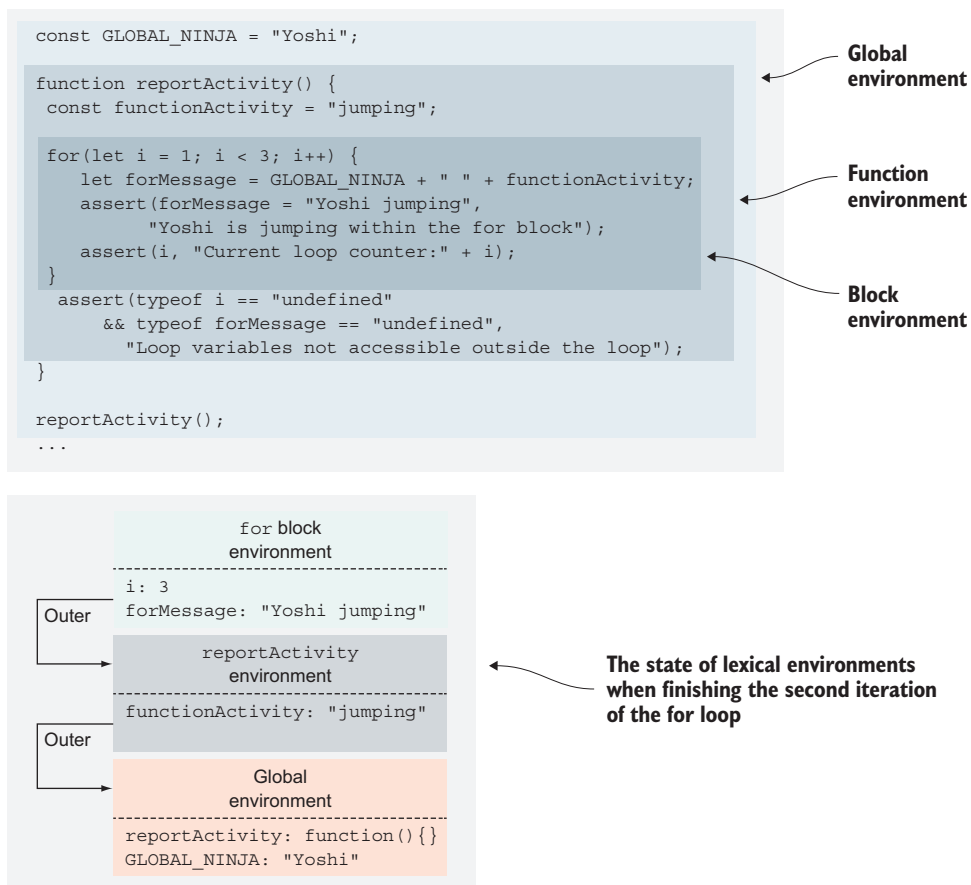 const GLOBAL_NINJA = "Yoshi";
function reportActivity() {
const functionActivity = "jumping";
for(let i = 1; i < 3; i++) {
let forMessage = GLOBAL_NINJA + " " + functionActivity;
assert(forMessage = "Yoshi jumping",
"Yoshi is jumping within the for block");
assert(i, "Current loop counter:" + i);
}
assert(typeof i == "undefined"
&& typeof forMessage == "undefined",
"Loop variables not accessible outside the loop");
}
reportActivity();
...
Global
environment
Function
environment
Block
environment
for block
environment
i: 3
forMessage: "Yoshi jumping"
Outer
reportActivity
environment
functionActivity: "jumping"
Outer
Global
environment
reportActivity: function(){}
GLOBAL_NINJA: "Yoshi"
The state of lexical environments
when finishing the second iteration
of the for loop